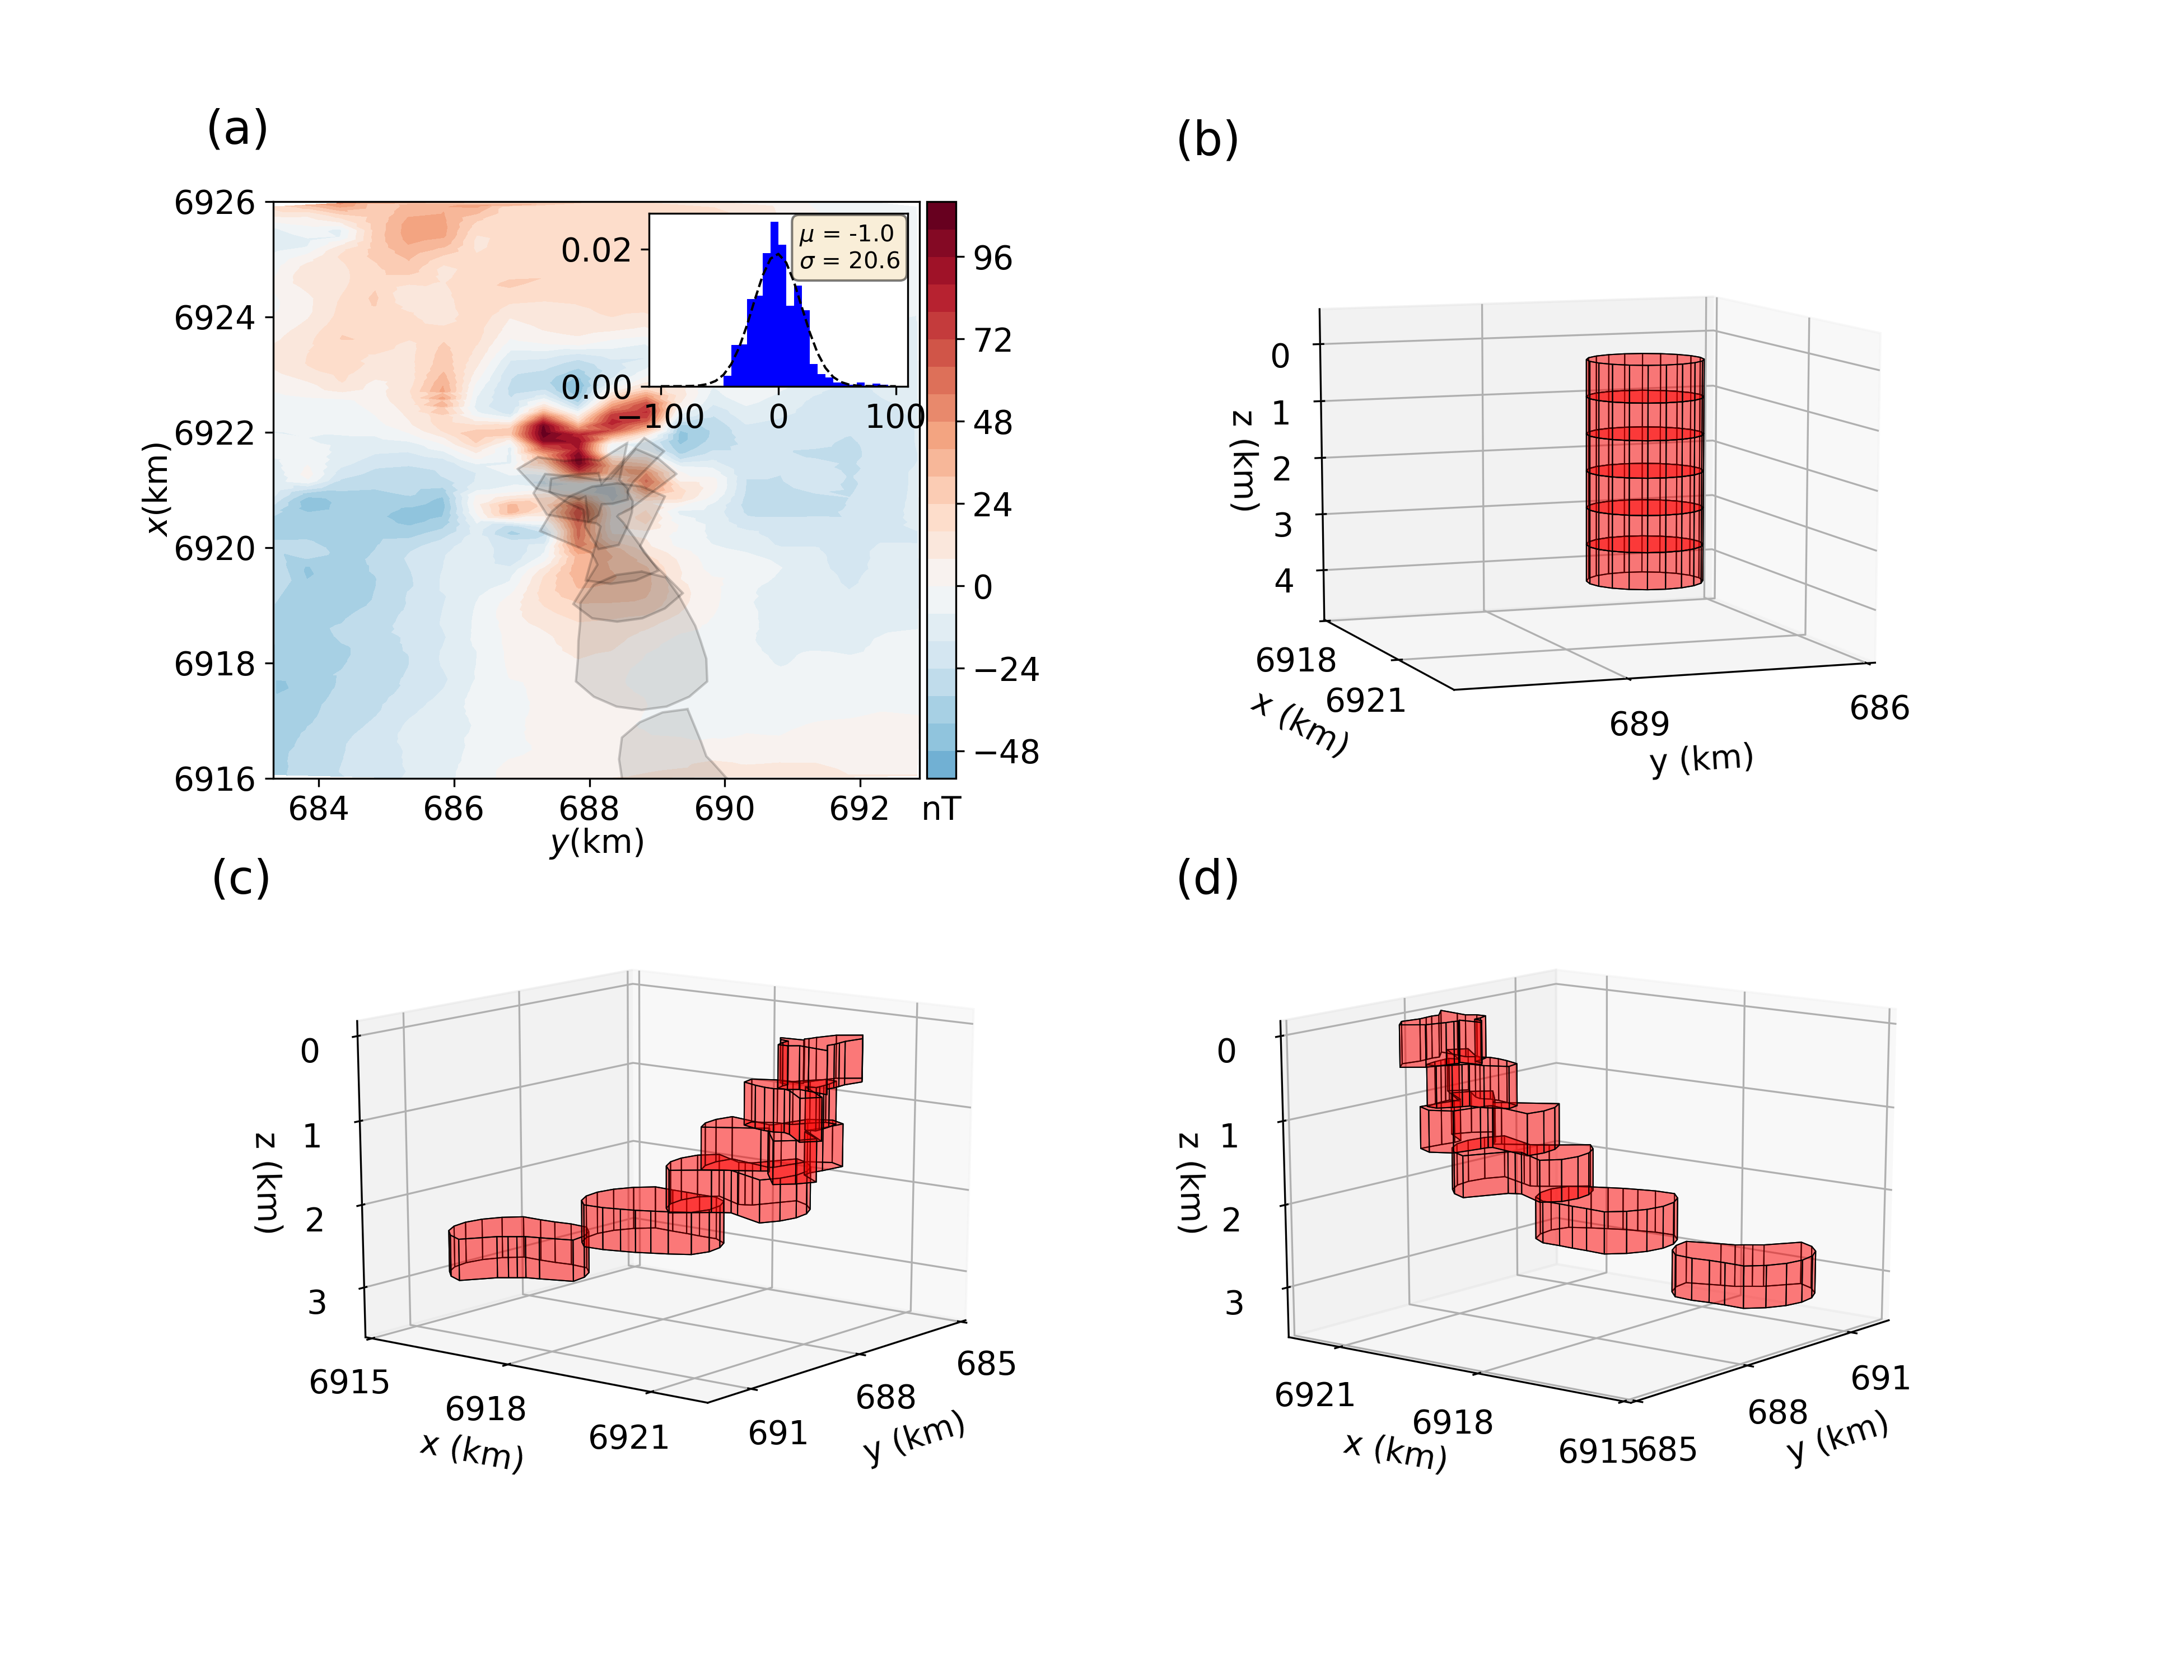 (a)
6926
6924
6922
6920
6918
6916
x(km)
684
686
688
690
692
y(km)
0.02
0.00
−100
0
100
μ = -1.0
σ = 20.6
96
72
48
24
0
−24
−48
nT
(b)
0
1
2
3
4
z (km)
6918
6921
x (km)
689
686
y (km)
(c)
0
1
2
3
z (km)
6915
6918
6921
x (km)
691
688
685
y (km)
(d)
0
1
2
3
z (km)
6921
6918
6915
x (km)
685
688
691
y (km)